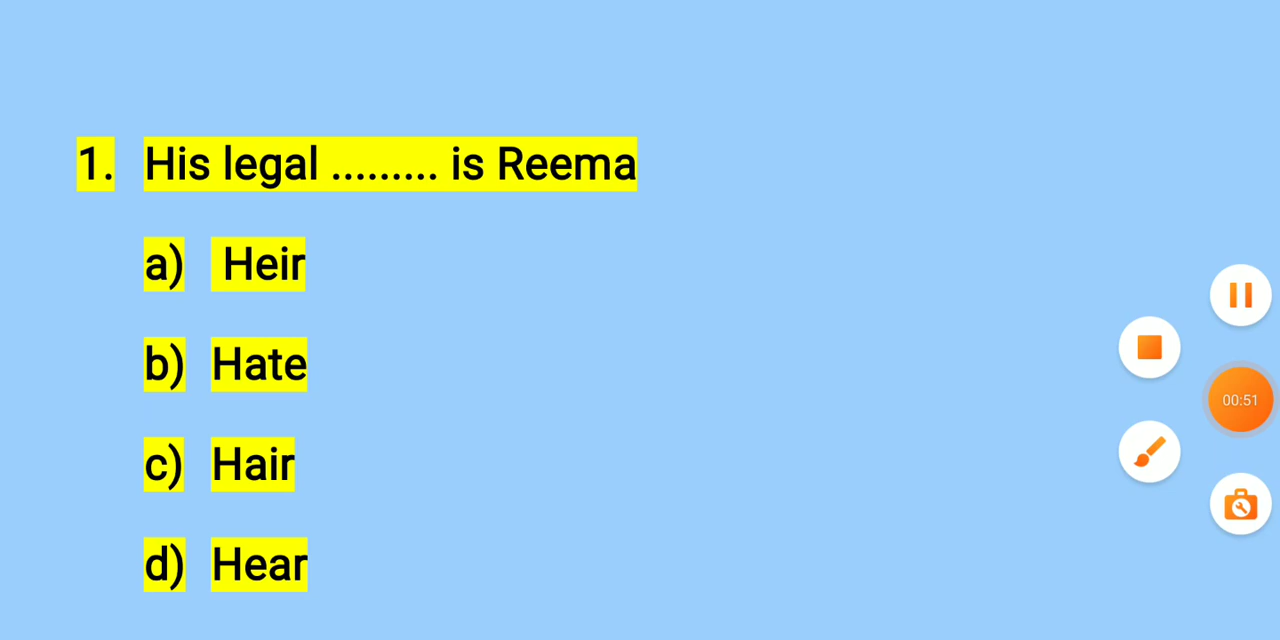 1. His legal ......... is Reema
a) Heir
b) Hate
00:51
c) Hair
d) Hear